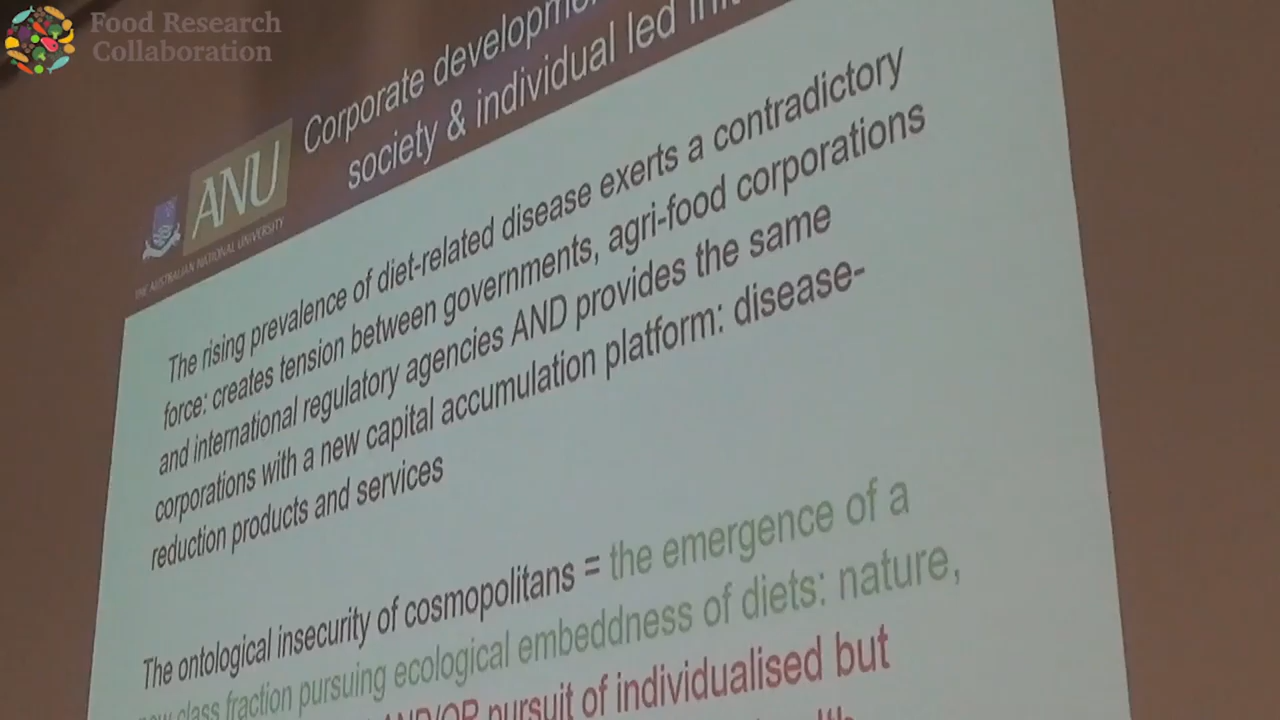 Food Research
Collaboration
Corporate
society & individual led
ANU
THE AUSTRALIAN NATIONAL UNIVERSITY
The rising prevalence of diet-related disease exerts a contradictory
force: creates tension between governments, agri-food corporations
and international regulatory agencies AND provides the same
corporations with a new capital accumulation platform: disease-
reduction products and services
The ontological insecurity of cosmopolitans = the emergence of a
class fraction pursuing ecological embeddness of diets: nature,
AND/OR pursuit of individualised but